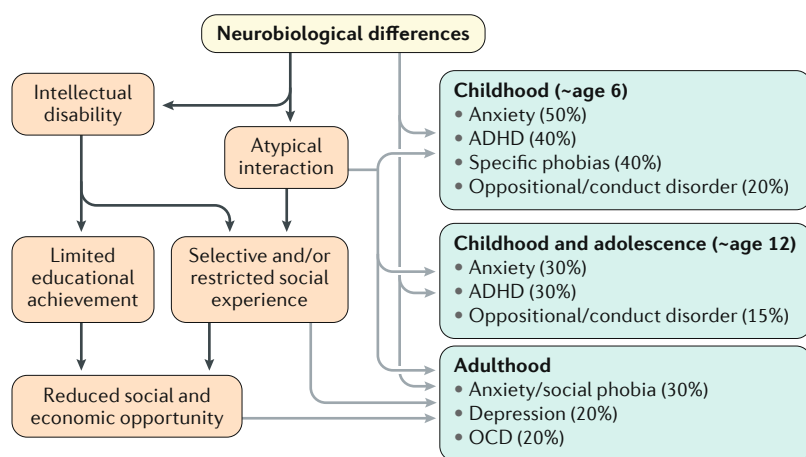 Neurobiological differences
Intellectual
disability
Atypical
interaction
Limited
educational
achievement
Selective and/or
restricted social
experience
Reduced social and
economic opportunity
Childhood (~age 6)
• Anxiety (50%)
• ADHD (40%)
• Specific phobias (40%)
• Oppositional/conduct disorder (20%)
Childhood and adolescence (~age 12)
• Anxiety (30%)
• ADHD (30%)
• Oppositional/conduct disorder (15%)
Adulthood
• Anxiety/social phobia (30%)
• Depression (20%)
• OCD (20%)